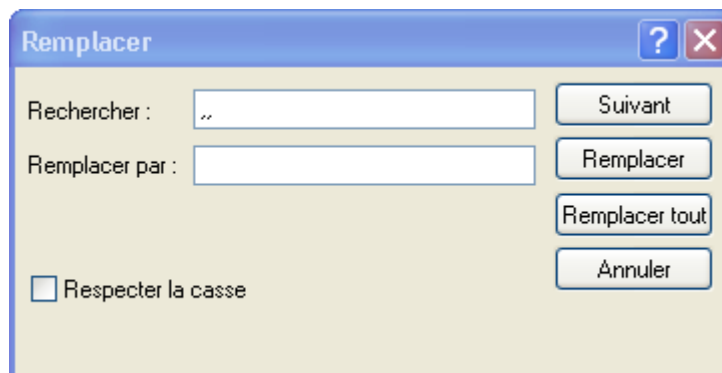 Remplacer
Rechercher : ,, Suivant
Remplacer par : Remplacer
Remplacer tout
Annuler
Respecter la casse